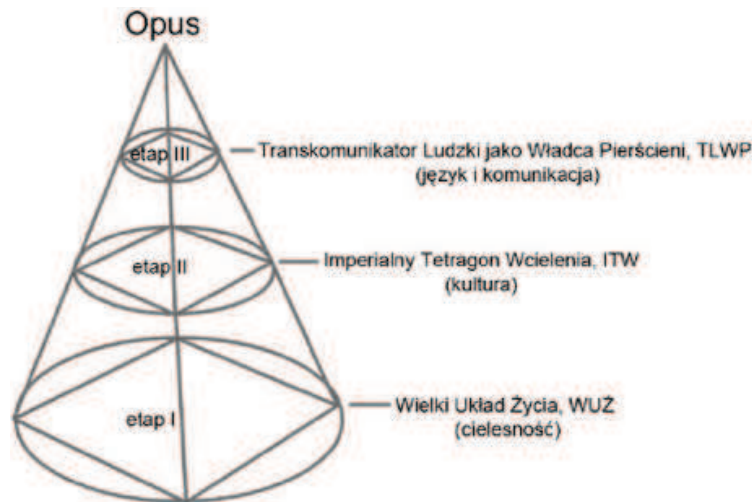 Opus
etap III
Transkomunikator Ludzki jako Władca Pierścieni, TLWP
(język i komunikacja)
etap II
Imperialny Tetragon Wcielenia, ITW
(kultura)
etap I
Wielki Układ Życia, WUŻ
(cielesność)